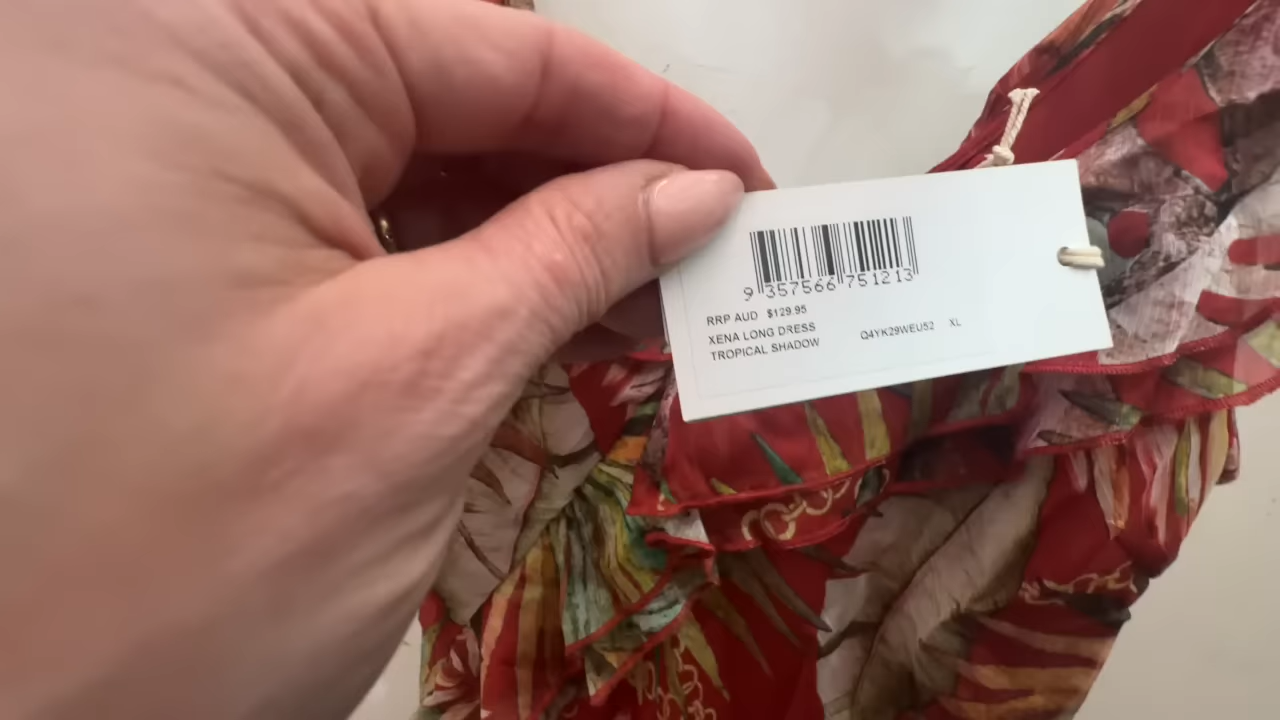 9 357566 751213
RRP AUD $129.95
XENA LONG DRESS Q4YK29WEU52 XL
TROPICAL SHADOW